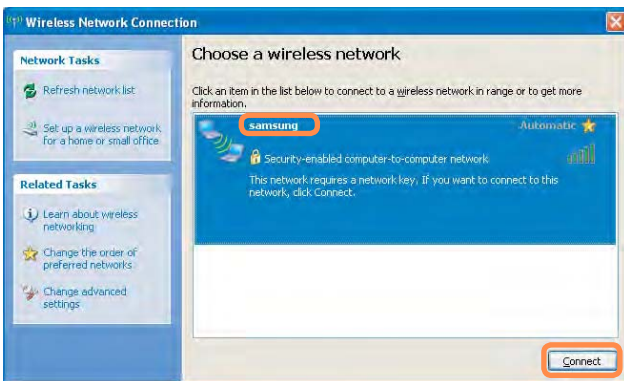 Wireless Network Connection
Network Tasks
Refresh network list
Set up a wireless network
for a home or small office
Related Tasks
Learn about wireless
networking
Change the order of
preferred networks
Change advanced
settings
Choose a wireless network
Click an item in the list below to connect to a wireless network in range or to get more
information.
samsung
Automatic
Security-enabled computer-to-computer network
This network requires a network key. If you want to connect to this
network, click Connect.
Connect